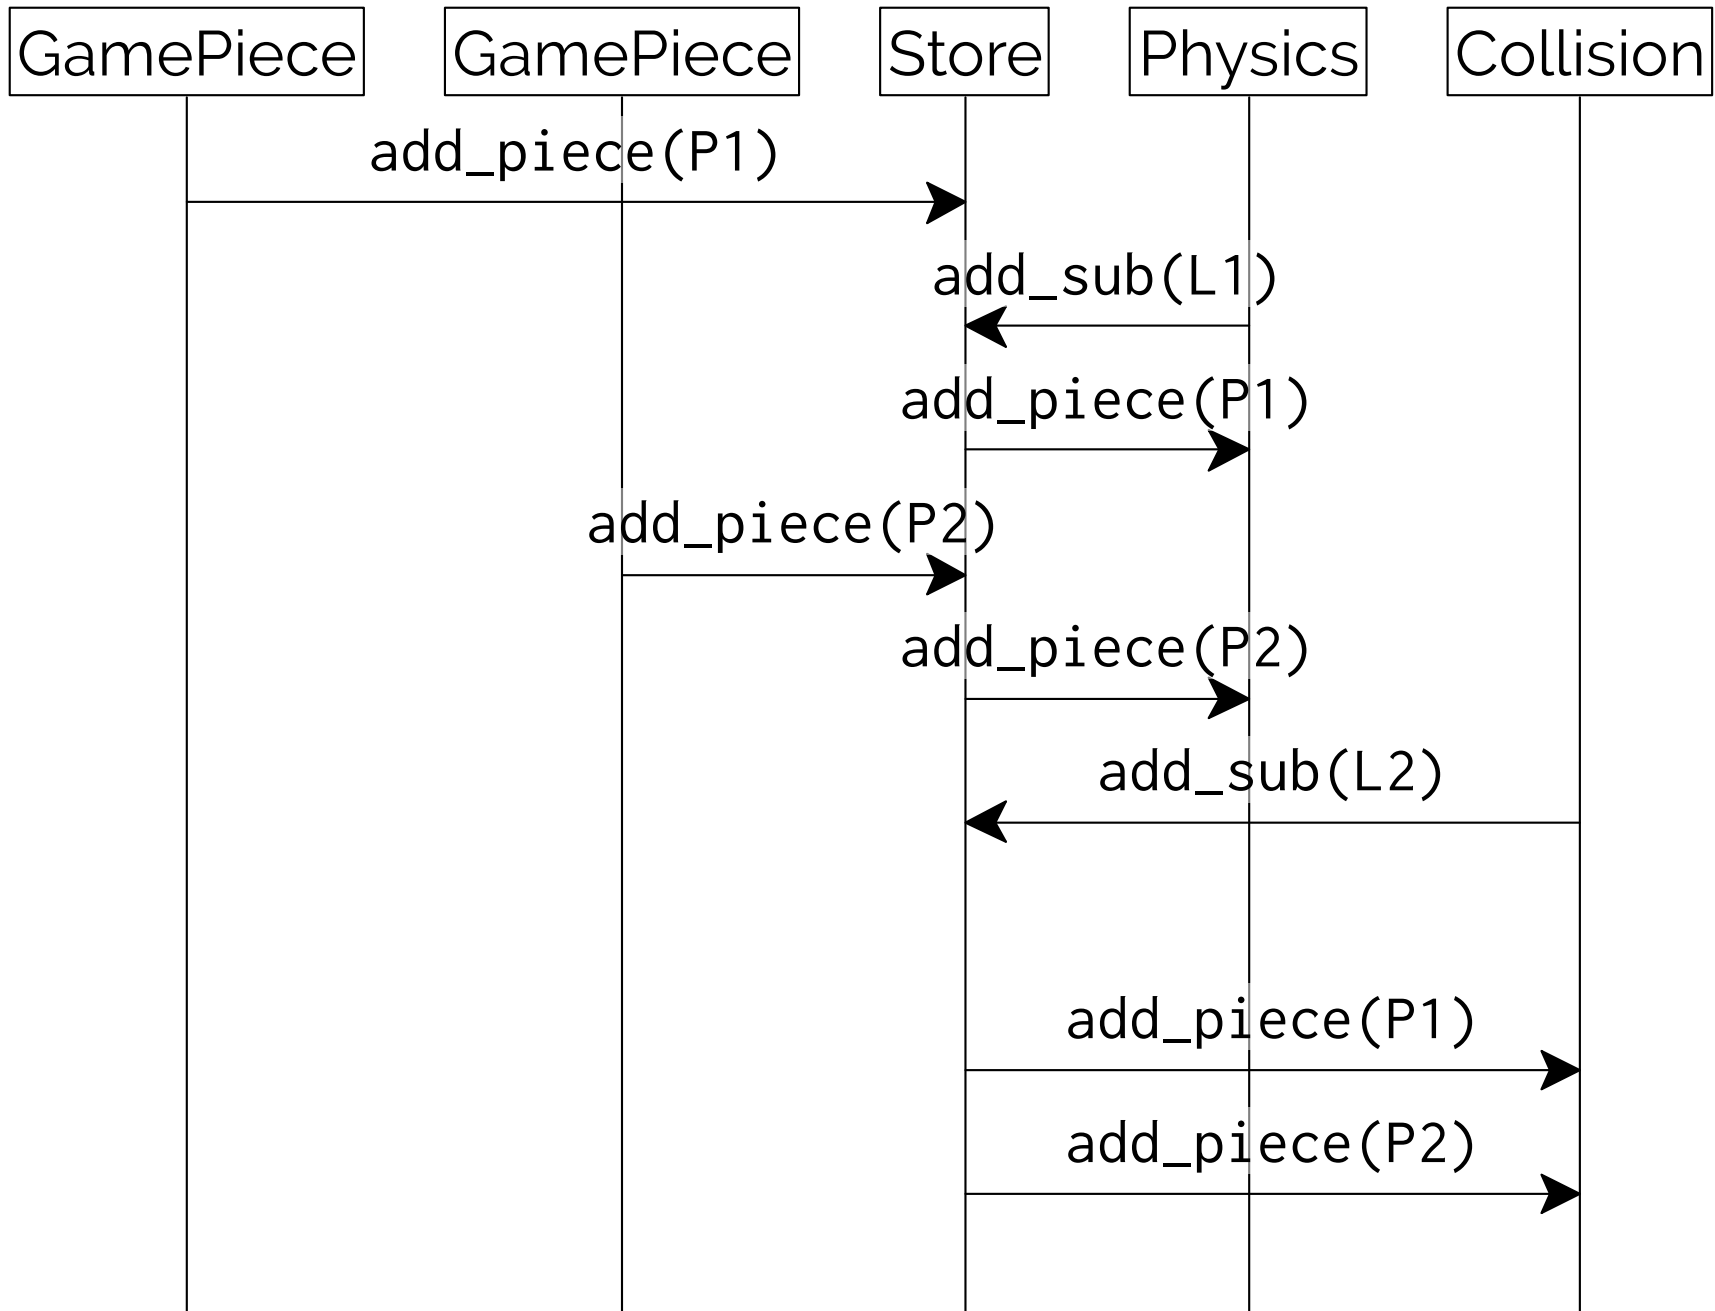 GamePiece GamePiece Store Physics Collision
add_piece(P1)
add_sub(L1)
add_piece(P1)
add_piece(P2)
add_piece(P2)
add_sub(L2)
add_piece(P1)
add_piece(P2)